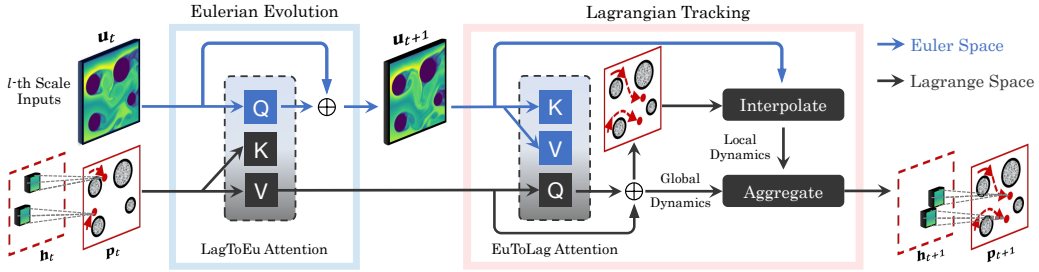 Eulerian Evolution
Lagrangian Tracking
u_t
u_{t+1}
l-th Scale
Inputs
Q
K
V
K
V
Q
Interpolate
Local
Dynamics
Global
Dynamics
Aggregate
Euler Space
Lagrange Space
LagToEu Attention
EuToLag Attention
h_t
p_t
h_{t+1}
p_{t+1}